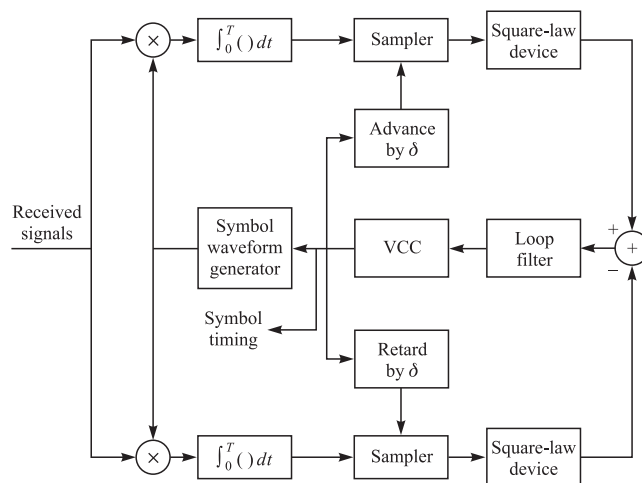 ×
∫₀ᵀ ( ) dt
Sampler
Square-law
device
Advance
by δ
Received
signals
Symbol
waveform
generator
VCC
Loop
filter
+
+
−
Symbol
timing
Retard
by δ
×
∫₀ᵀ ( ) dt
Sampler
Square-law
device